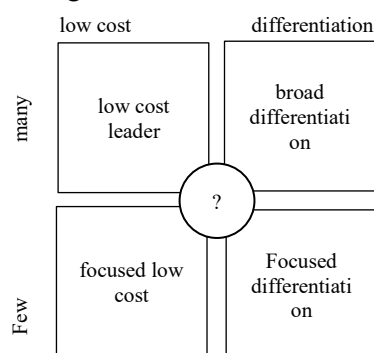 low cost
differentiation
many
low cost
leader
broad
differentiati
on
?
focused low
cost
Focused
differentiati
on
Few